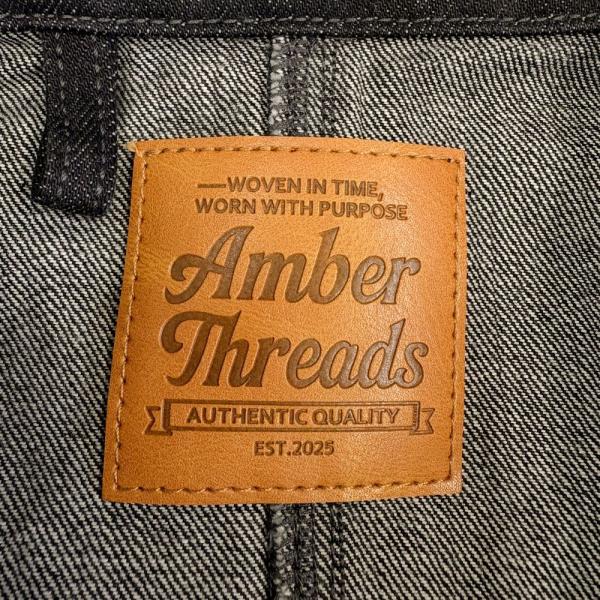 —WOVEN IN TIME,
WORN WITH PURPOSE
Amber
Threads
AUTHENTIC QUALITY
EST.2025